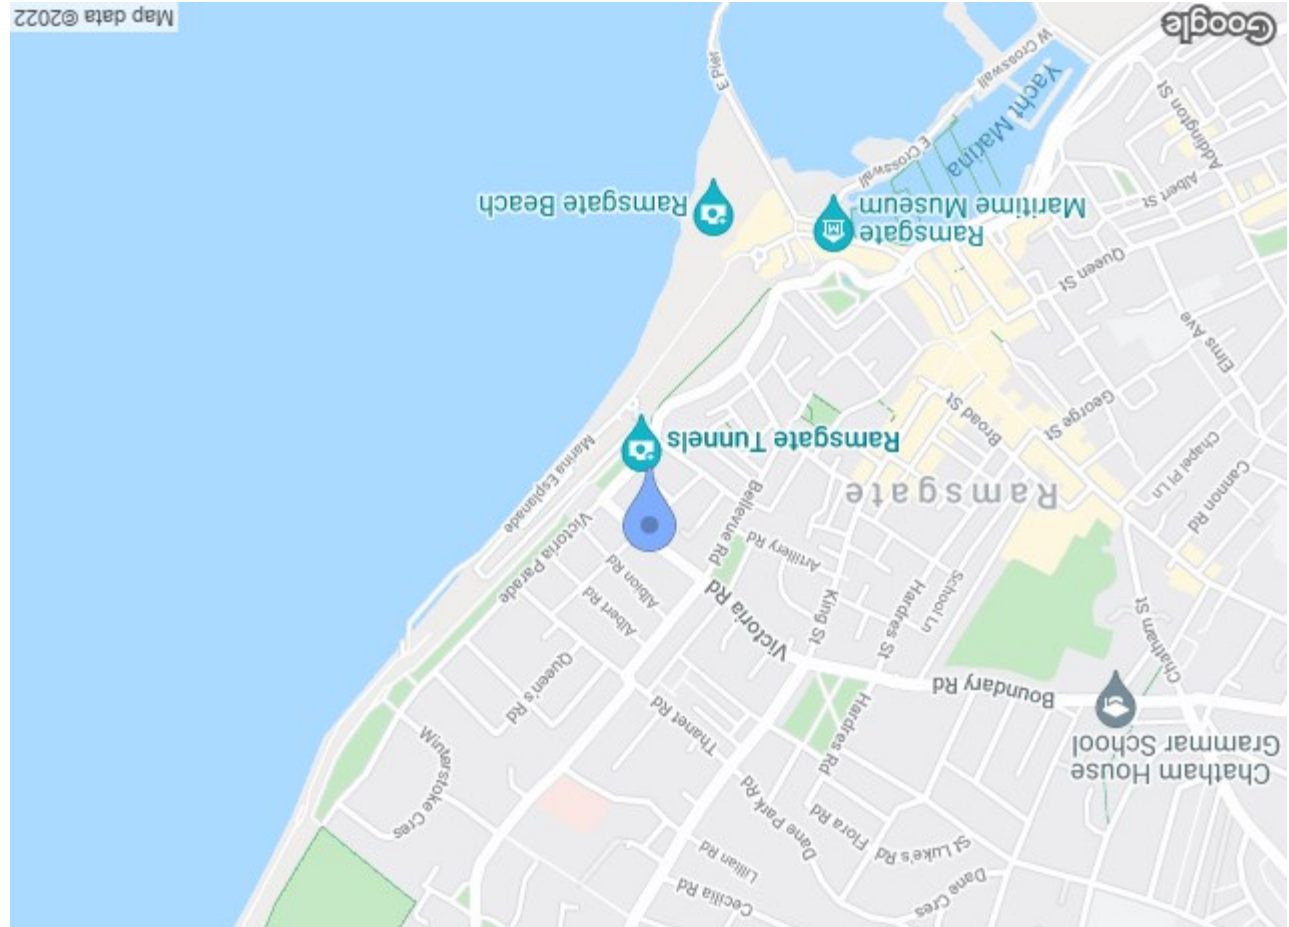 Cecilia Rd
Dane Cres
Lillian Rd
St Luke's Rd
Flora Rd
Dane Park Rd
Chatham House
Grammar School
Winterstoke Cres
Thanet Rd
Hardres Rd
Queen's Rd
Boundary Rd
Chatham St
Victoria Rd
King St
Hardres St
School Ln
Albert Rd
Albion Rd
Victoria Parade
Artillery Rd
Bellevue Rd
Marina Esplanade
Ramsgate
Cannon Rd
Chapel Pl Ln
Ramsgate Tunnels
Broad St
George St
Elms Ave
Queen St
Ramsgate
Maritime Museum
Ramsgate Beach
Albert St
Addington St
E Crosswall
Yacht Marina
W Crosswall
E Pier
Google
Map data ©2022